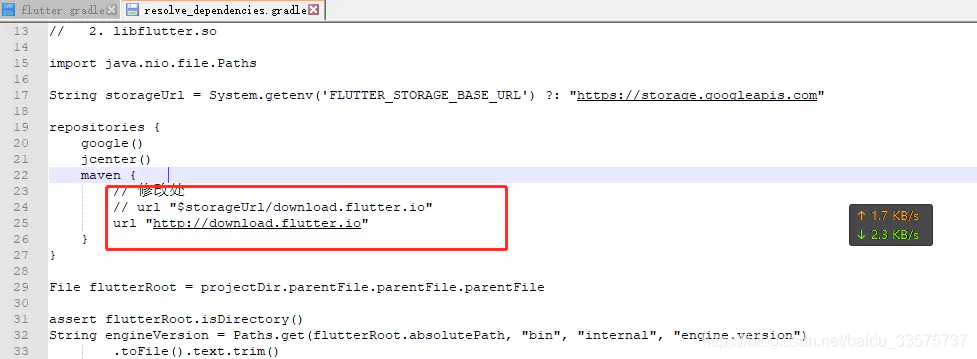 flutter.gradle resolve_dependencies.gradle
13 // 2. libflutter.so
14
15 import java.nio.file.Paths
16
17 String storageUrl = System.getenv('FLUTTER_STORAGE_BASE_URL') ?: "https://storage.googleapis.com"
18
19 repositories {
20 google()
21 jcenter()
22 maven {
23 // 修改处
24 // url "$storageUrl/download.flutter.io"
25 url "http://download.flutter.io"
26 }
27 }
28
29 File flutterRoot = projectDir.parentFile.parentFile.parentFile
30
31 assert flutterRoot.isDirectory()
32 String engineVersion = Paths.get(flutterRoot.absolutePath, "bin", "internal", "engine.version")
33 .toFile().text.trim()
↑ 1.7 KB/s
↓ 2.3 KB/s
https://blog.csdn.net/baidu_33575737